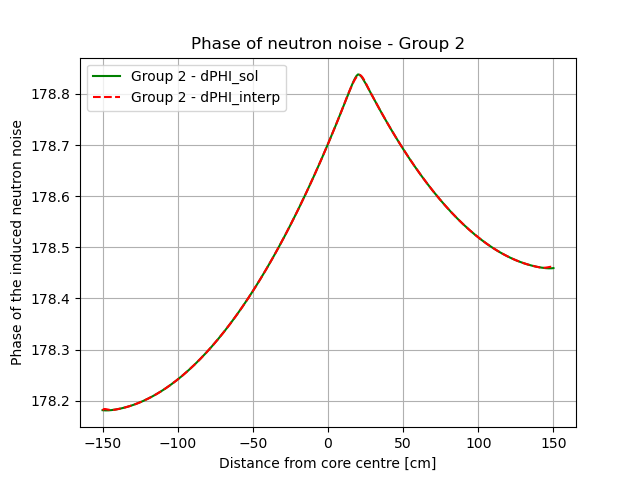 Phase of neutron noise - Group 2
Group 2 - dPHI_sol
Group 2 - dPHI_interp
Phase of the induced neutron noise
178.8
178.7
178.6
178.5
178.4
178.3
178.2
−150
−100
−50
0
50
100
150
Distance from core centre [cm]